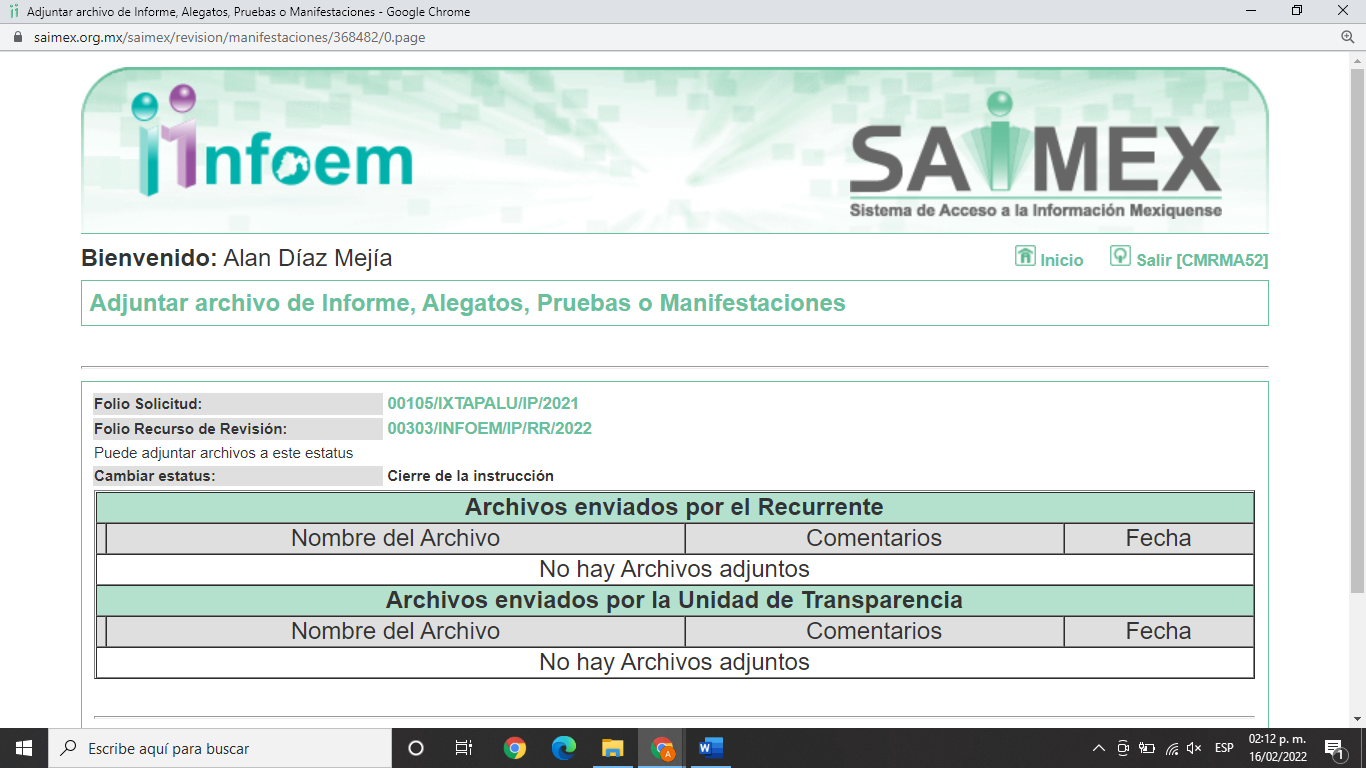 Adjuntar archivo de Informe, Alegatos, Pruebas o Manifestaciones - Google Chrome
saimex.org.mx/saimex/revision/manifestaciones/368482/0.page
infoem
SAIMEX
Sistema de Acceso a la Información Mexiquense
Bienvenido: Alan Díaz Mejía
Inicio Salir [CMRMA52]
Adjuntar archivo de Informe, Alegatos, Pruebas o Manifestaciones
Folio Solicitud: 00105/IXTAPALU/IP/2021
Folio Recurso de Revisión: 00303/INFOEM/IP/RR/2022
Puede adjuntar archivos a este estatus
Cambiar estatus: Cierre de la instrucción
Archivos enviados por el Recurrente
Nombre del Archivo Comentarios Fecha
No hay Archivos adjuntos
Archivos enviados por la Unidad de Transparencia
Nombre del Archivo Comentarios Fecha
No hay Archivos adjuntos
Escribe aquí para buscar
ESP
02:12 p. m.
16/02/2022
1